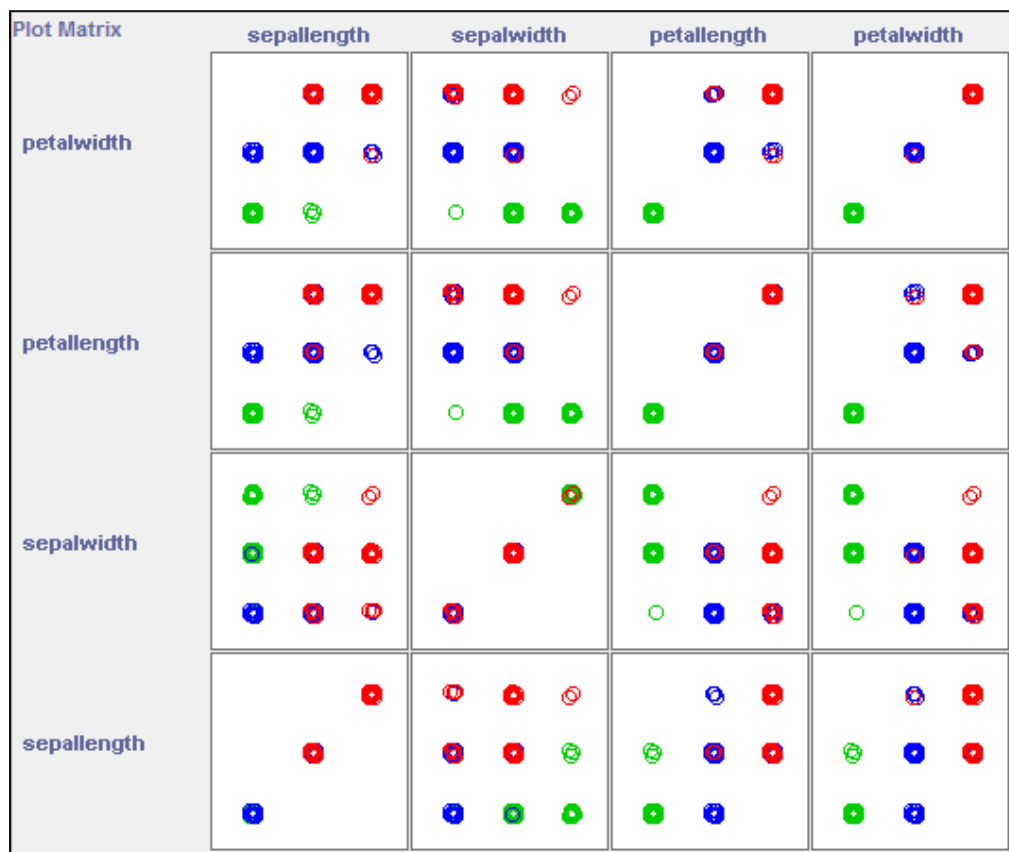 Plot Matrix
sepallength
sepalwidth
petallength
petalwidth
petalwidth
petallength
sepalwidth
sepallength